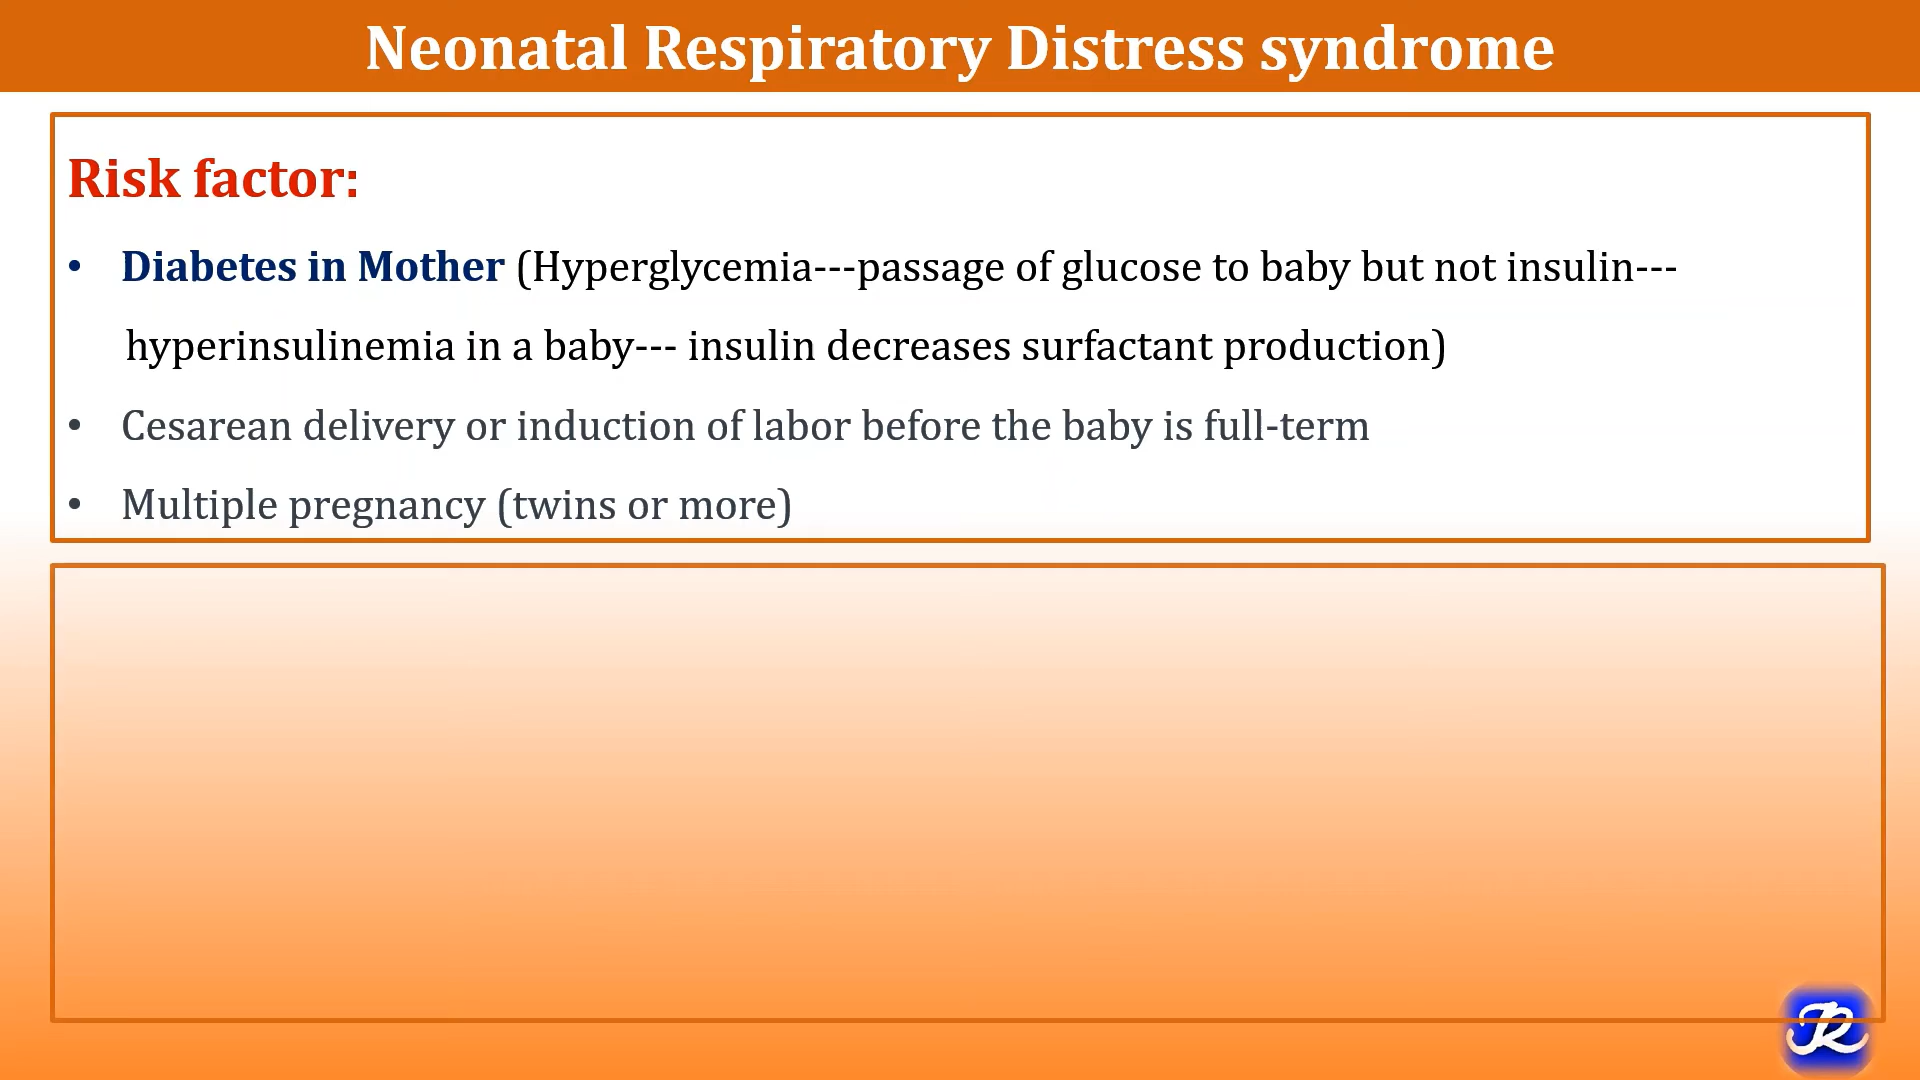 Neonatal Respiratory Distress syndrome
Risk factor:
• Diabetes in Mother (Hyperglycemia---passage of glucose to baby but not insulin---
hyperinsulinemia in a baby--- insulin decreases surfactant production)
• Cesarean delivery or induction of labor before the baby is full-term
• Multiple pregnancy (twins or more)